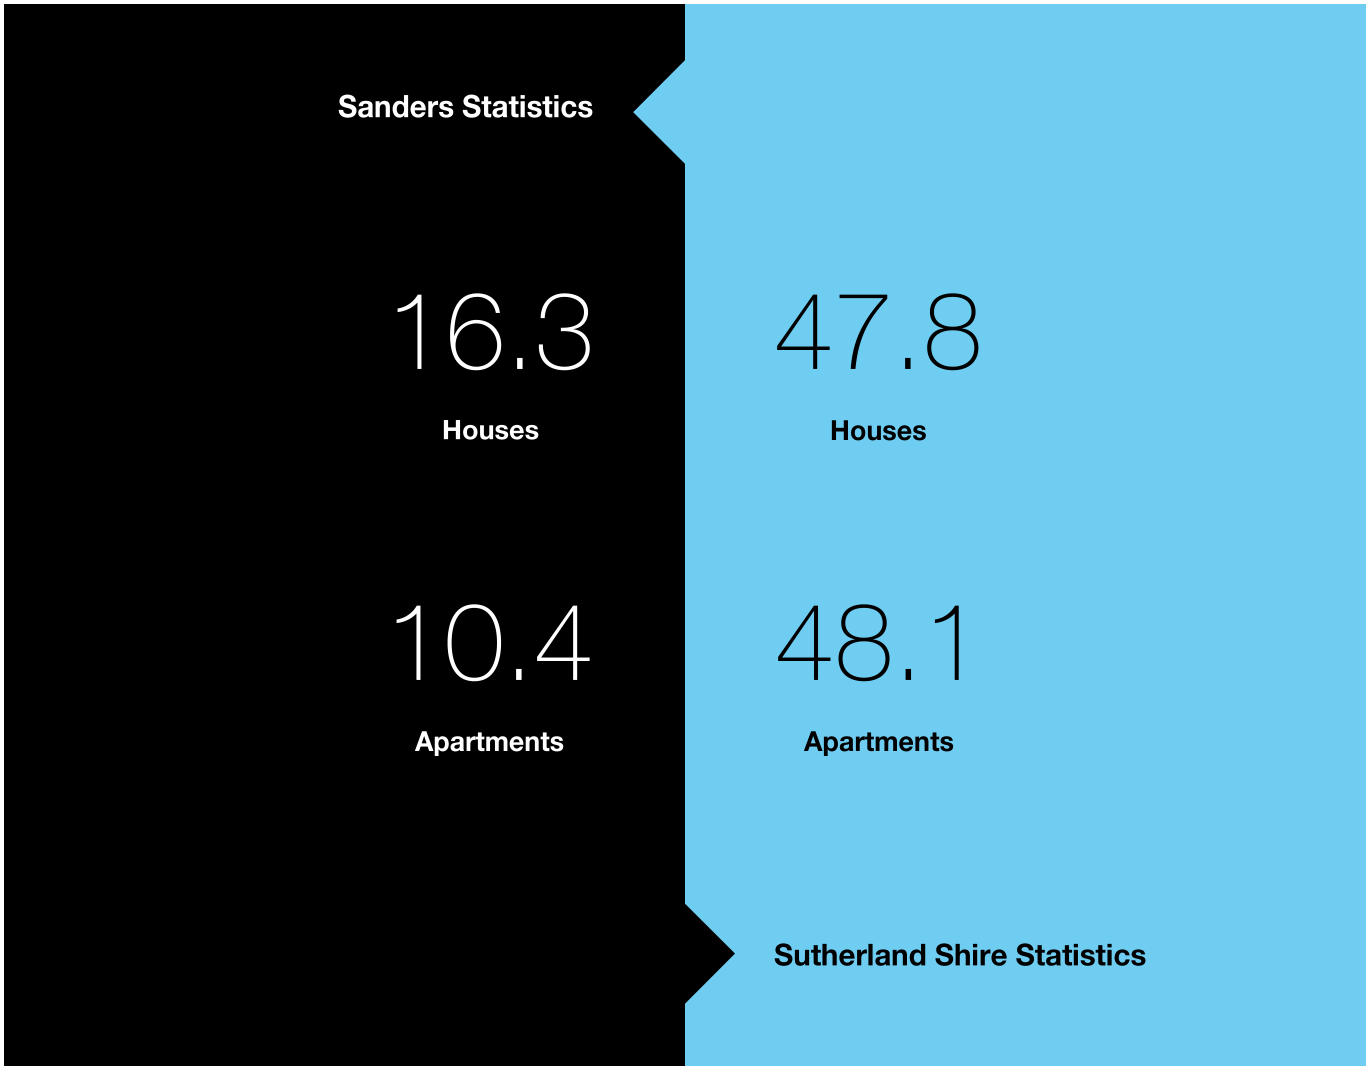 Sanders Statistics
16.3
Houses
10.4
Apartments
47.8
Houses
48.1
Apartments
Sutherland Shire Statistics